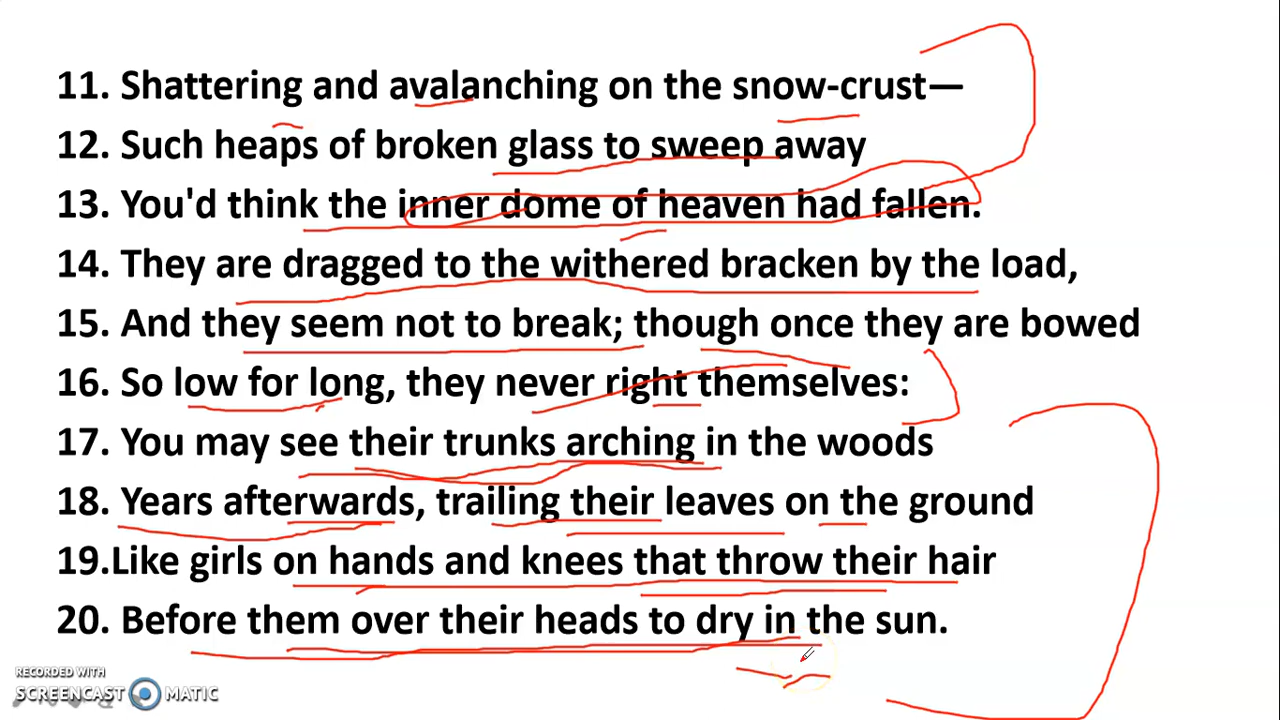 11. Shattering and avalanching on the snow-crust—
12. Such heaps of broken glass to sweep away
13. You'd think the inner dome of heaven had fallen.
14. They are dragged to the withered bracken by the load,
15. And they seem not to break; though once they are bowed
16. So low for long, they never right themselves:
17. You may see their trunks arching in the woods
18. Years afterwards, trailing their leaves on the ground
19.Like girls on hands and knees that throw their hair
20. Before them over their heads to dry in the sun.
RECORDED WITH
SCREENCAST MATIC